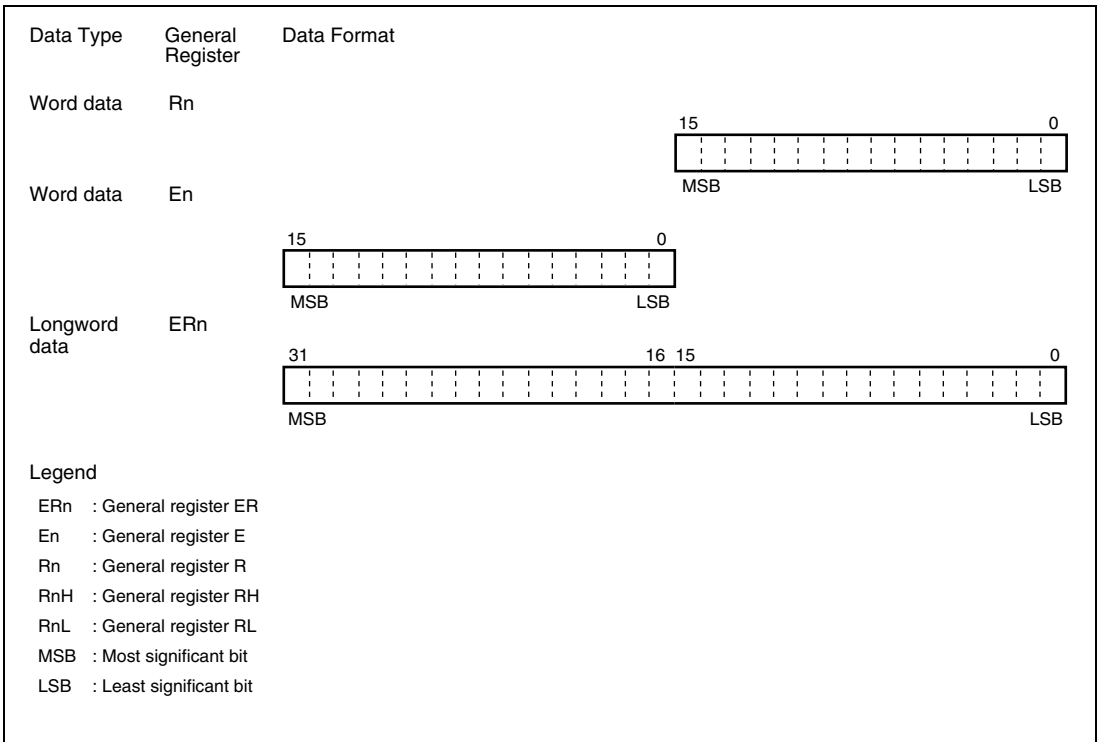 Data Type General Register Data Format
Word data Rn
15 0
MSB LSB
Word data En
15 0
MSB LSB
Longword data ERn
31 16 15 0
MSB LSB
Legend
ERn : General register ER
En : General register E
Rn : General register R
RnH : General register RH
RnL : General register RL
MSB : Most significant bit
LSB : Least significant bit